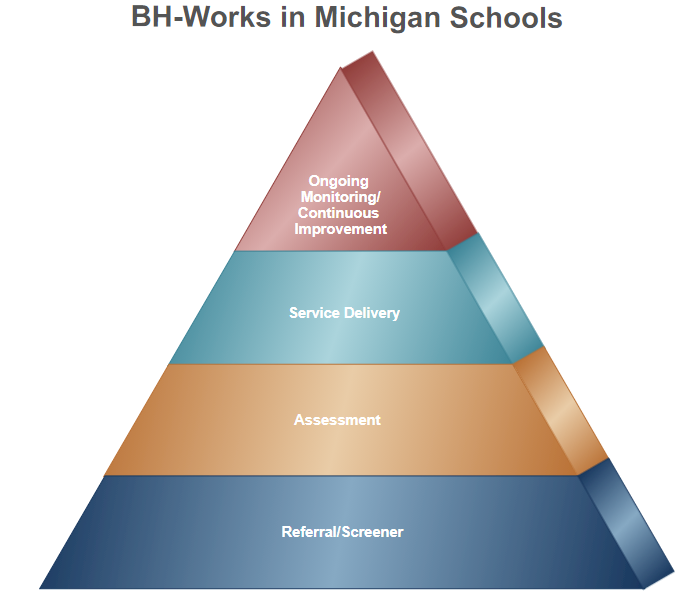 BH-Works in Michigan Schools
Ongoing
Monitoring/
Continuous
Improvement
Service Delivery
Assessment
Referral/Screener